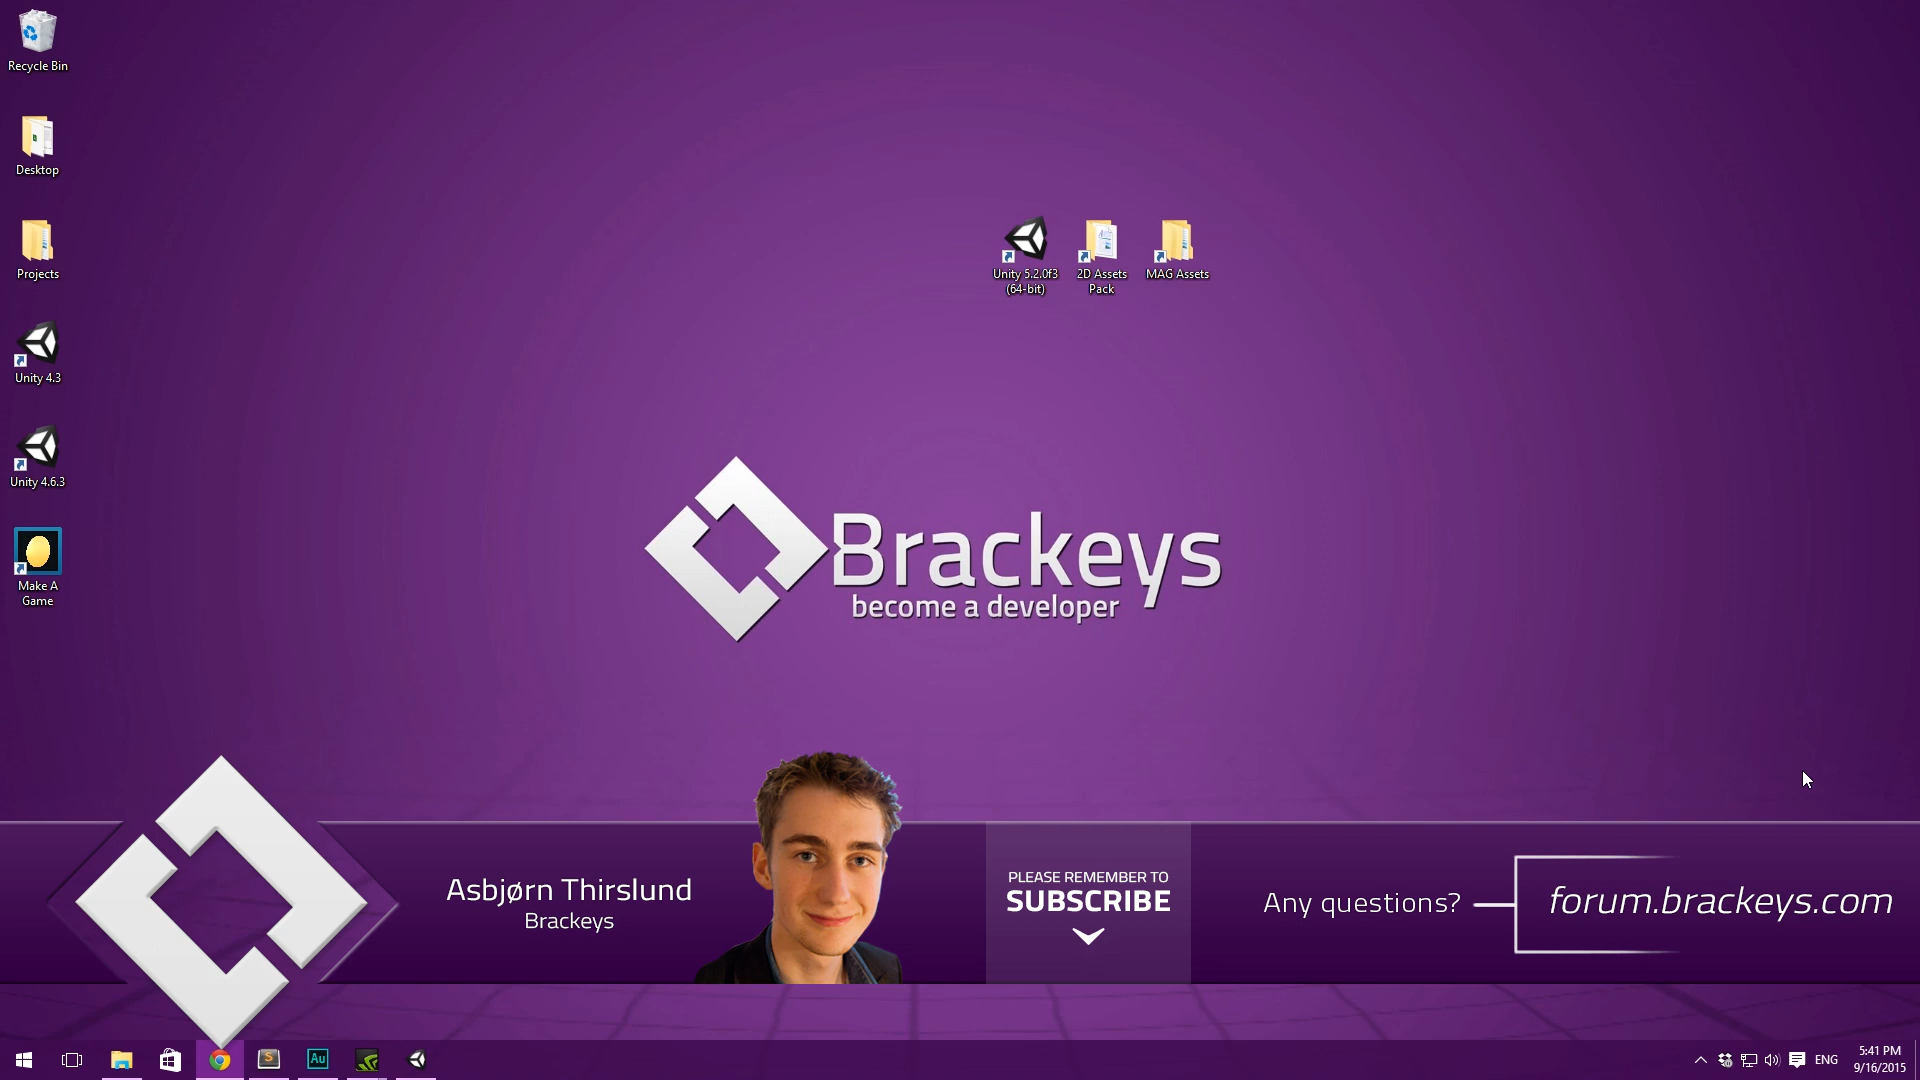 Recycle Bin
Desktop
Projects
Unity 4.3
Unity 4.6.3
Make A
Game
Unity 5.2.0f3
(64-bit)
2D Assets
Pack
MAG Assets
Brackeys
become a developer
Asbjørn Thirslund
Brackeys
PLEASE REMEMBER TO
SUBSCRIBE
Any questions?
forum.brackeys.com
S
Au
ENG
5:41 PM
9/16/2015